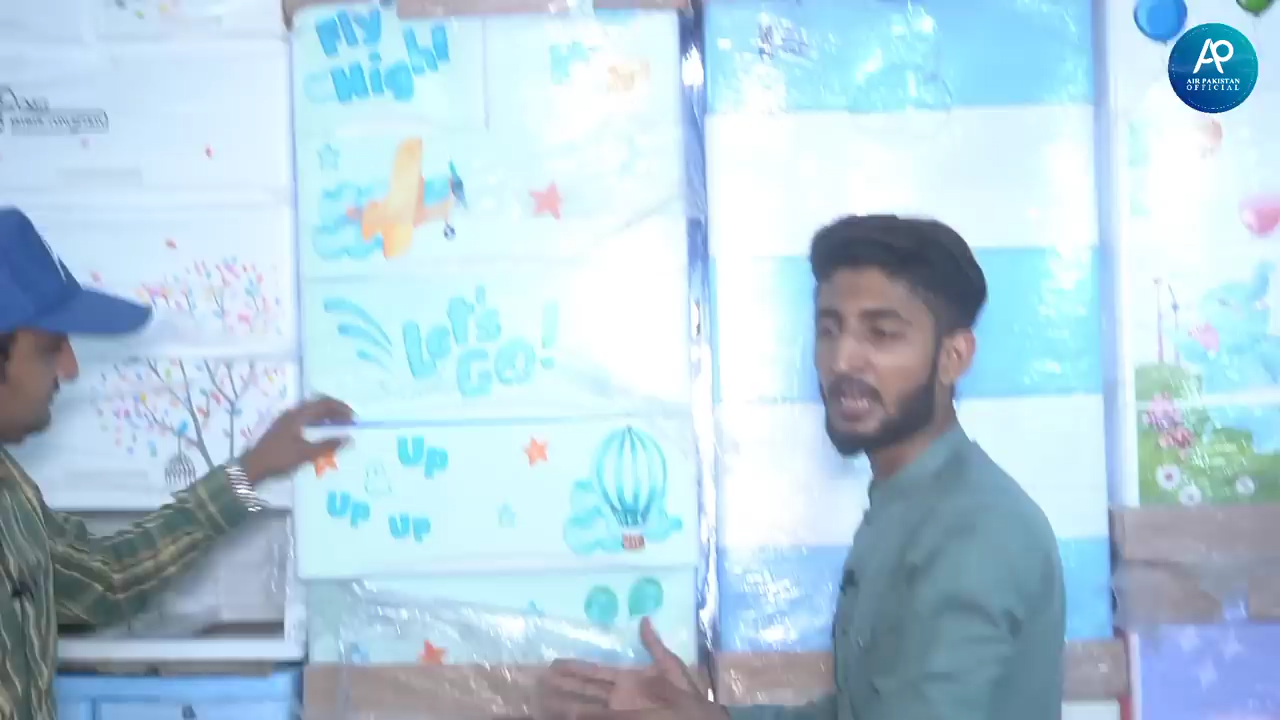 Fly
High!
Let's
GO!
Up
Up Up
AP
AIR PAKISTAN
OFFICIAL